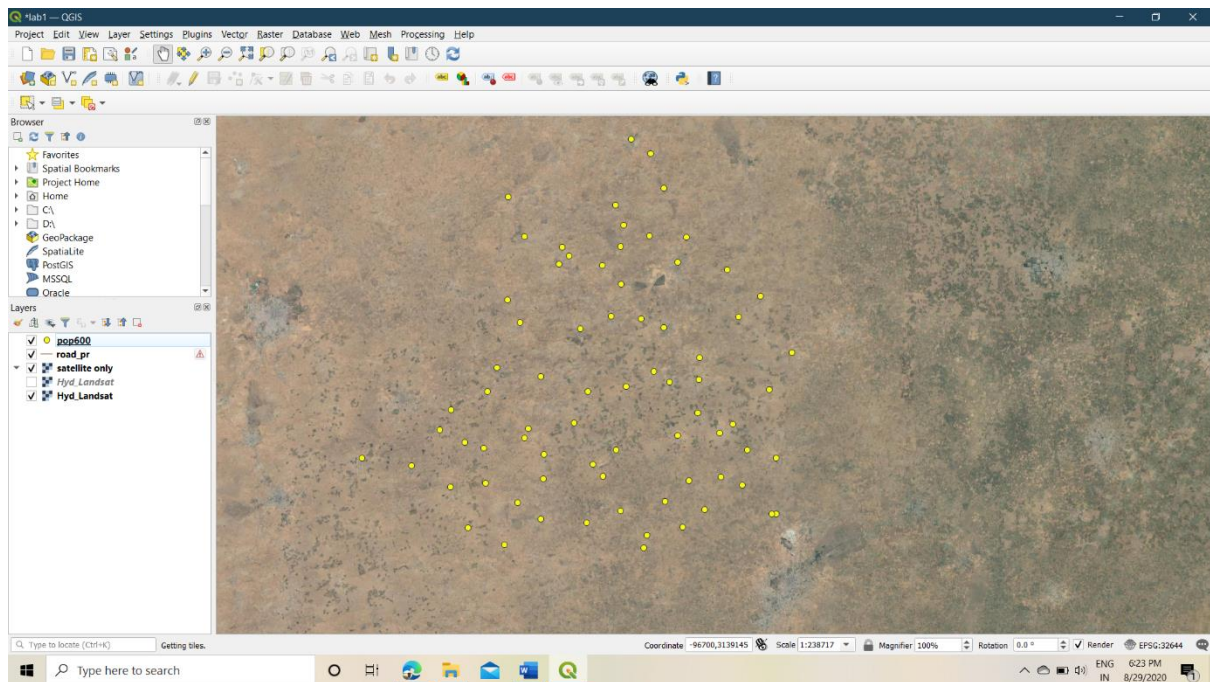 *lab1 — QGIS
Project Edit View Layer Settings Plugins Vector Raster Database Web Mesh Processing Help
Browser
Favorites
Spatial Bookmarks
Project Home
Home
C:\
D:\
GeoPackage
SpatiaLite
PostGIS
MSSQL
Oracle
Layers
pop600
road_pr
satellite only
Hyd_Landsat
Hyd_Landsat
Type to locate (Ctrl+K) Getting tiles. Coordinate -96700,3139145 Scale 1:238717 Magnifier 100% Rotation 0.0 ° Render EPSG:32644
Type here to search
ENG 6:23 PM
IN 8/29/2020